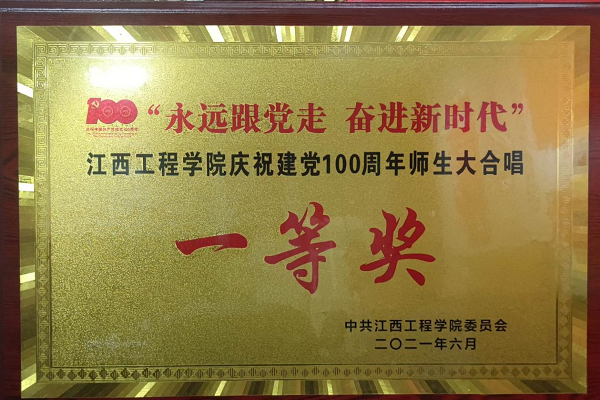 100
“永远跟党走 奋进新时代”
江西工程学院庆祝建党100周年师生大合唱
一等奖
中共江西工程学院委员会
二〇二一年六月